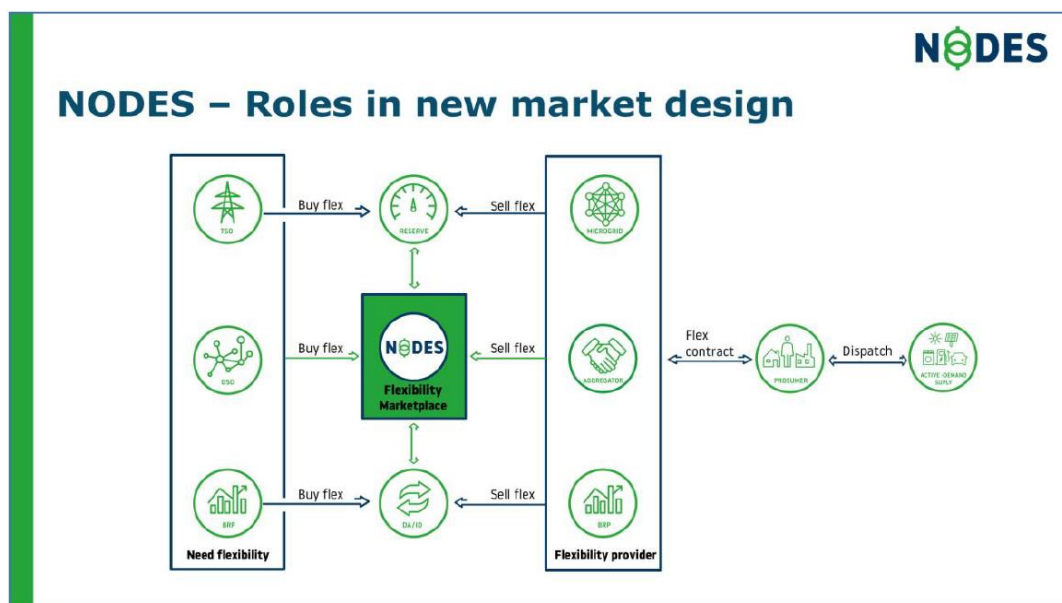 NODES
NODES – Roles in new market design
TSO
Buy flex
RESERVE
Sell flex
MICROGRID
DSO
Buy flex
NODES
Flexibility
Marketplace
Sell flex
AGGREGATOR
Flex
contract
PROSUMER
Dispatch
ACTIVE-DEMAND
SUPLY
BRP
Buy flex
DA/ID
Sell flex
BRP
Need flexibility
Flexibility provider